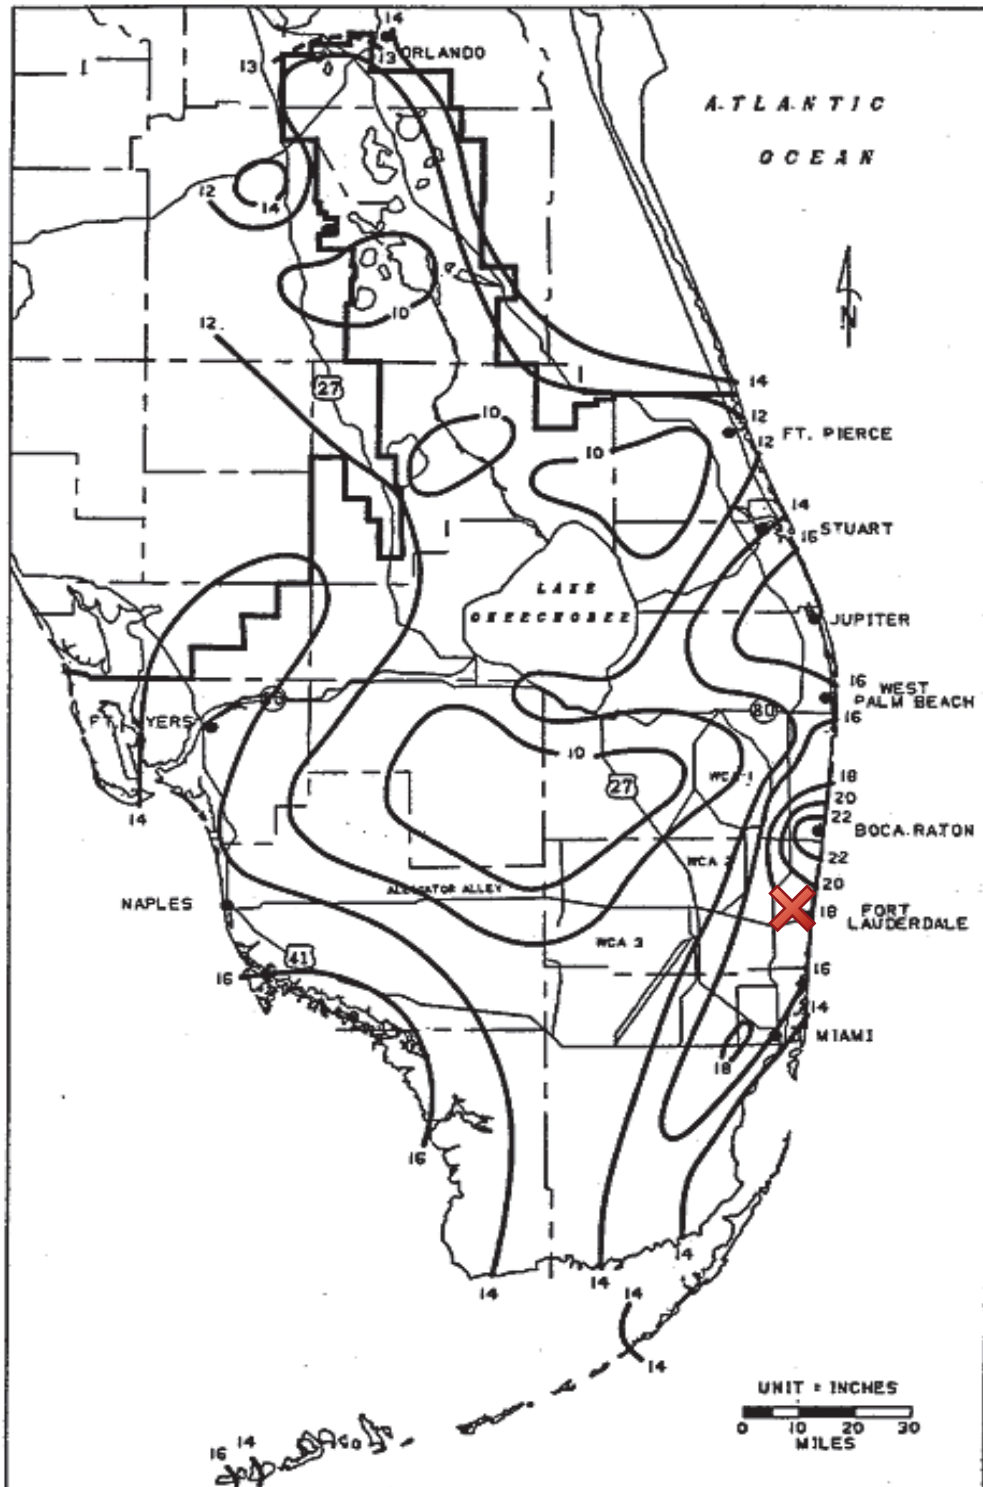 14
ORLANDO
13
13
ATLANTIC
OCEAN
12
14
N
10
12
27
14
10
12
FT. PIERCE
12
10
14
STUART
16
LAKE
OKEECHOBEE
JUPITER
16
WEST
PALM BEACH
80
16
FT. MYERS
10
WCA 1
27
18
20
22
BOCA RATON
14
WCA 2
22
ALLIGATOR ALLEY
20
NAPLES
18
FORT
LAUDERDALE
WCA 3
41
16
16
14
MIAMI
18
16
14
14
14
14
14
UNIT = INCHES
0 10 20 30
MILES
16 14